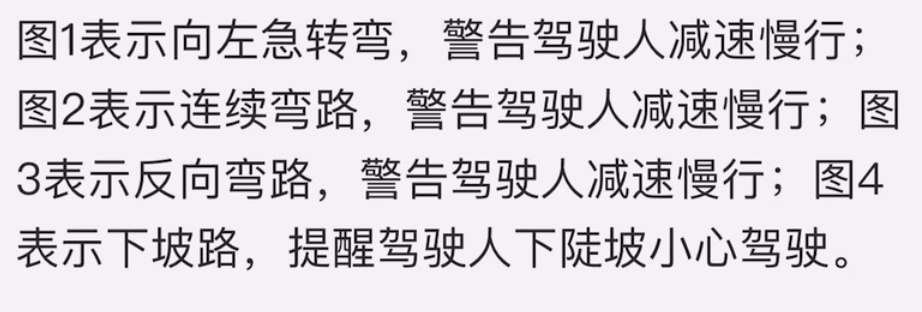 图1表示向左急转弯，警告驾驶人减速慢行；
图2表示连续弯路，警告驾驶人减速慢行；图
3表示反向弯路，警告驾驶人减速慢行；图4
表示下坡路，提醒驾驶人下陡坡小心驾驶。